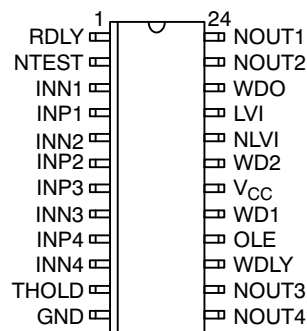 1 24
RDLY NOUT1
NTEST NOUT2
INN1 WDO
INP1 LVI
INN2 NLVI
INP2 WD2
INP3 VCC
INN3 WD1
INP4 OLE
INN4 WDLY
THOLD NOUT3
GND NOUT4